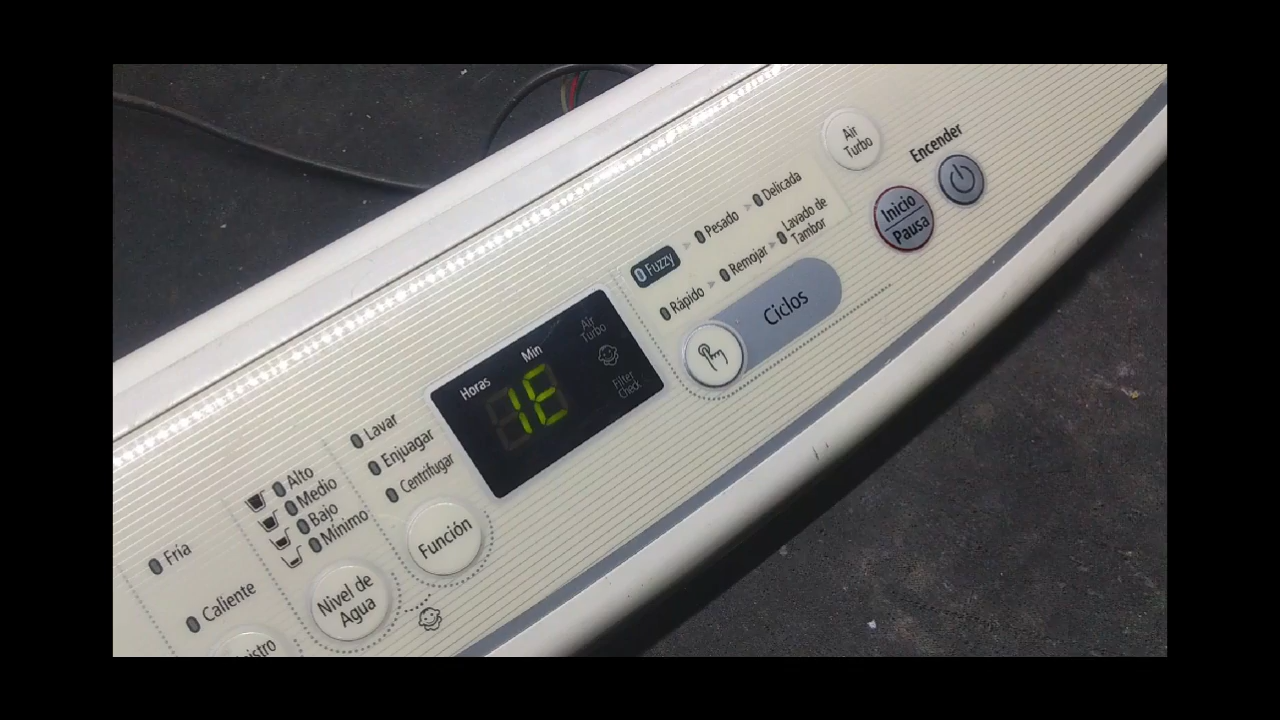 Air
Turbo
Encender
Inicio
Pausa
Fuzzy
Pesado
Delicada
Rápido
Remojar
Lavado de
Tambor
Ciclos
Horas
Min
1E
Air
Turbo
Filter
Check
Lavar
Enjuagar
Centrifugar
Función
Alto
Medio
Bajo
Mínimo
Nivel de
Agua
Fría
Caliente